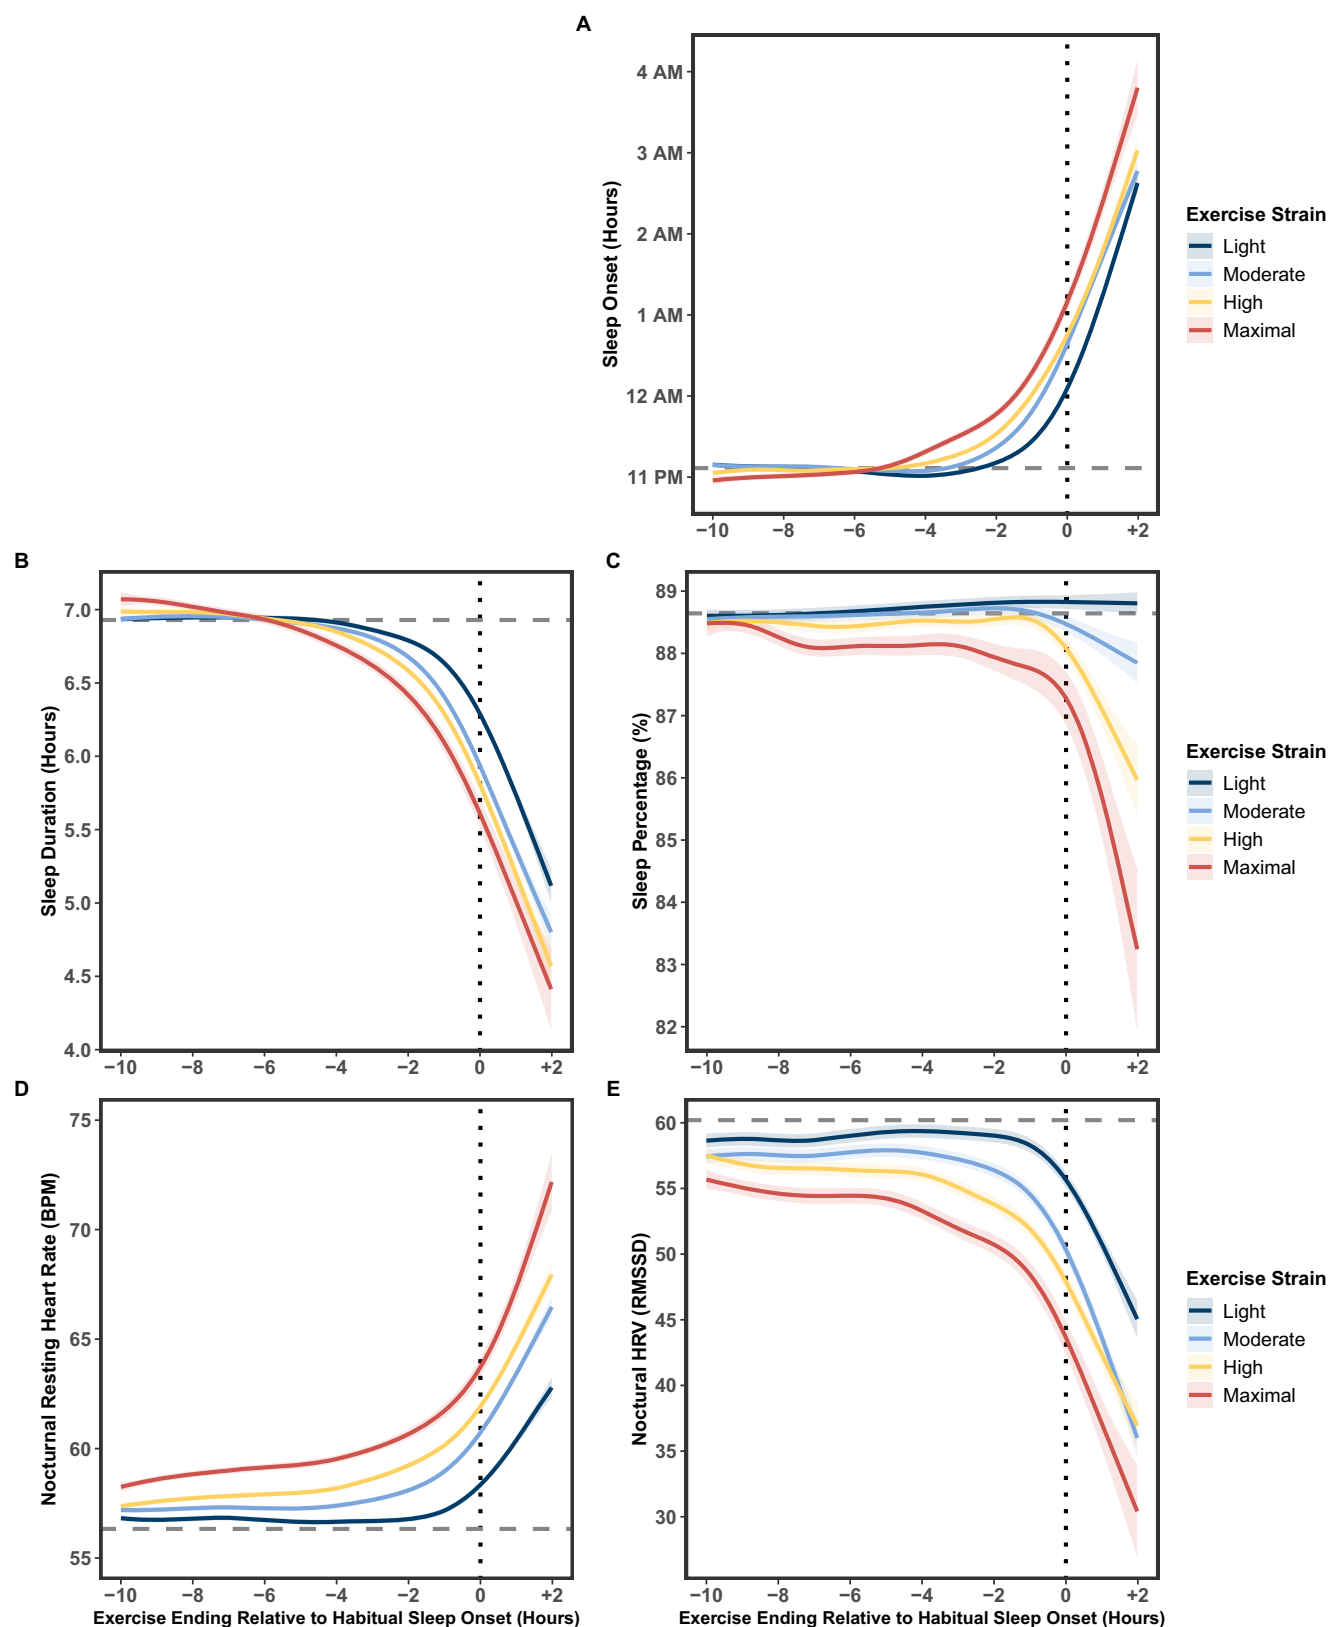 A
Sleep Onset (Hours)
4 AM
3 AM
2 AM
1 AM
12 AM
11 PM
−10 −8 −6 −4 −2 0 +2
Exercise Strain
Light
Moderate
High
Maximal
B
Sleep Duration (Hours)
7.0
6.5
6.0
5.5
5.0
4.5
4.0
−10 −8 −6 −4 −2 0 +2
C
Sleep Percentage (%)
89
88
87
86
85
84
83
82
−10 −8 −6 −4 −2 0 +2
Exercise Strain
Light
Moderate
High
Maximal
D
Nocturnal Resting Heart Rate (BPM)
75
70
65
60
55
−10 −8 −6 −4 −2 0 +2
Exercise Ending Relative to Habitual Sleep Onset (Hours)
E
Noctural HRV (RMSSD)
60
55
50
45
40
35
30
−10 −8 −6 −4 −2 0 +2
Exercise Ending Relative to Habitual Sleep Onset (Hours)
Exercise Strain
Light
Moderate
High
Maximal